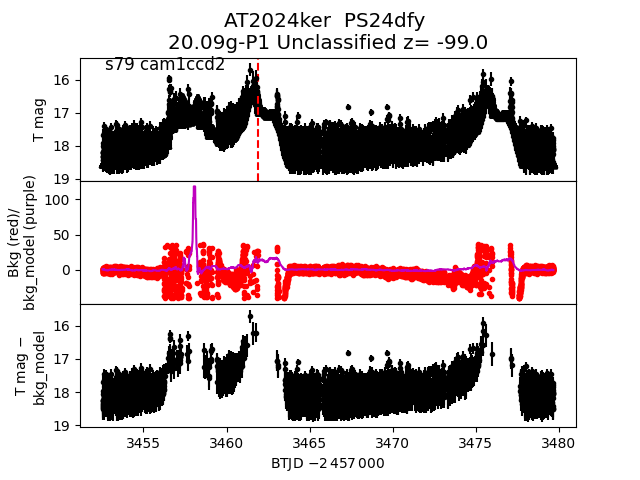 AT2024ker PS24dfy
20.09g-P1 Unclassified z= -99.0
s79 cam1ccd2
T mag
16
17
18
19
Bkg (red)/
bkg_model (purple)
100
50
0
T mag −
bkg_model
16
17
18
19
3455 3460 3465 3470 3475 3480
BTJD −2 457 000